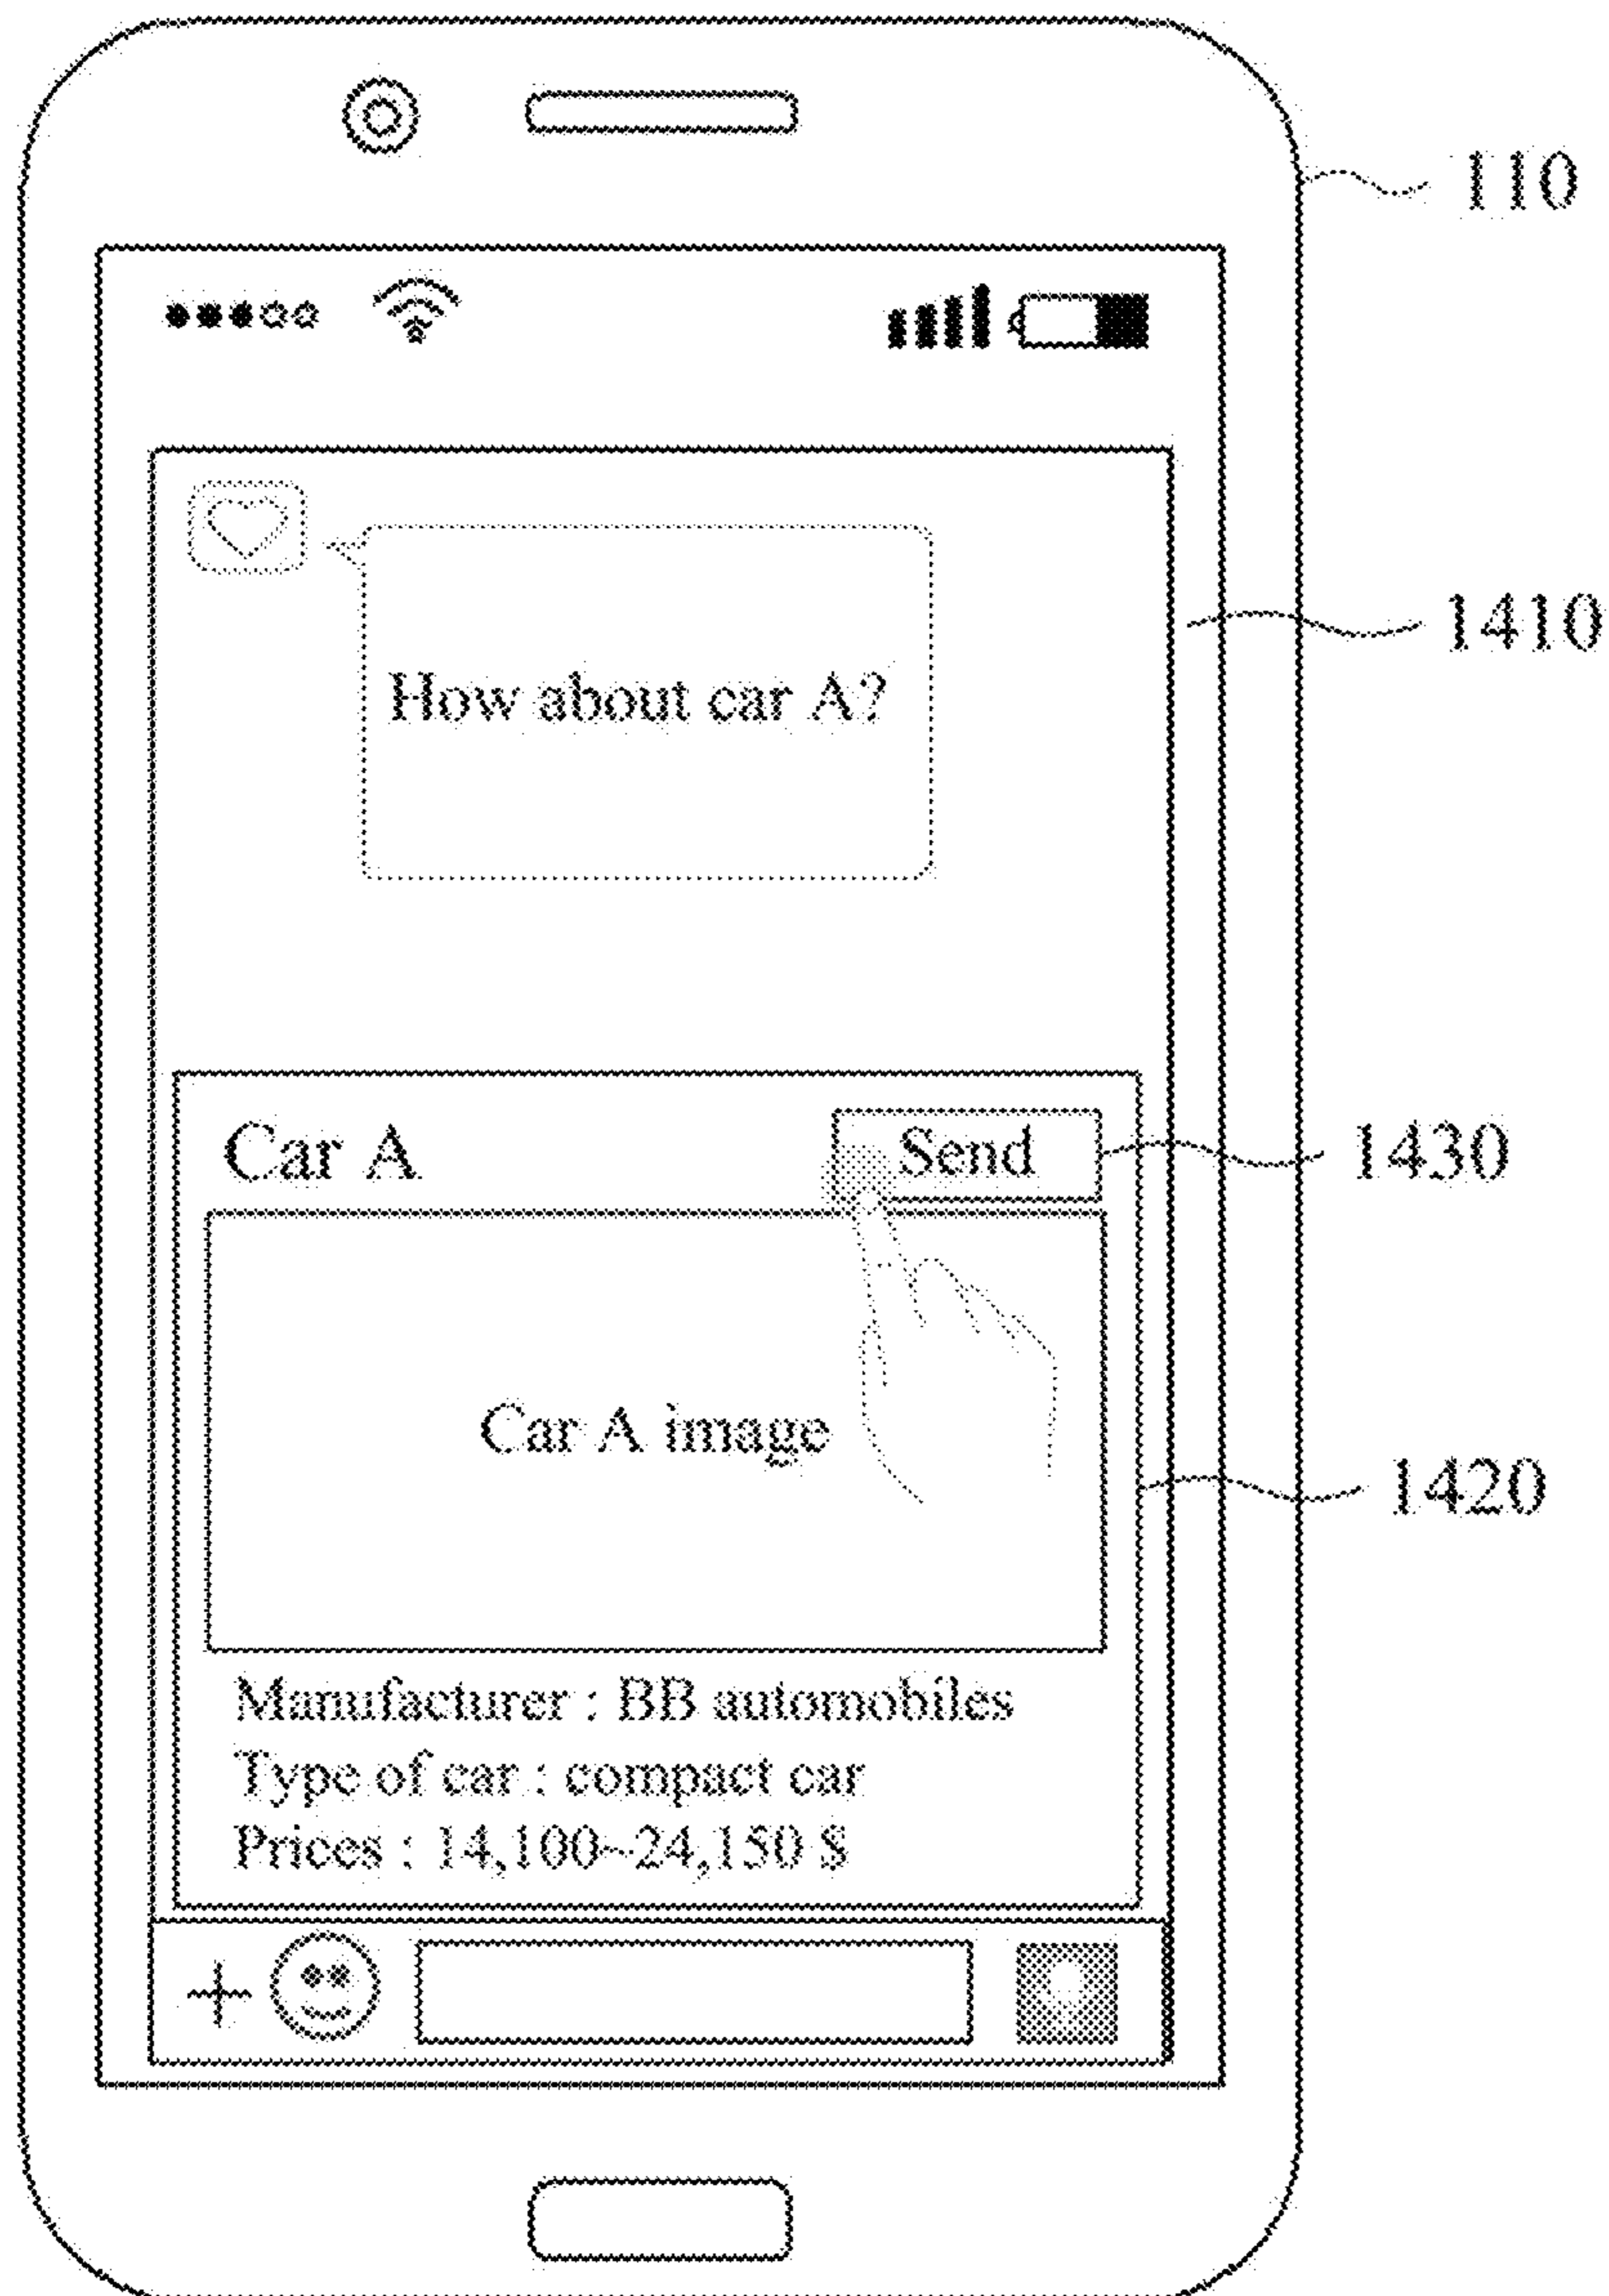 110
1410
How about car A?
Car A
Send
1430
Car A image
1420
Manufacturer : BB automobiles
Type of car : compact car
Prices : 14,100~24,150 $